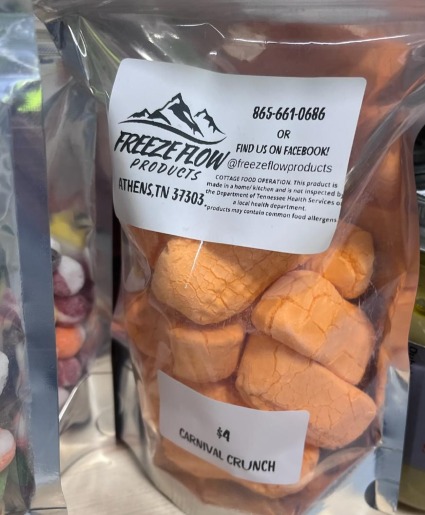 FREEZE FLOW
PRODUCTS
ATHENS, TN 37303
865-661-0686
OR
FIND US ON FACEBOOK!
@freezeflowproducts
COTTAGE FOOD OPERATION. This product is
made in a home/ kitchen and is not inspected by
the Department of Tennessee Health Services or
a local health department.
*products may contain common food allergens
$4
CARNIVAL CRUNCH